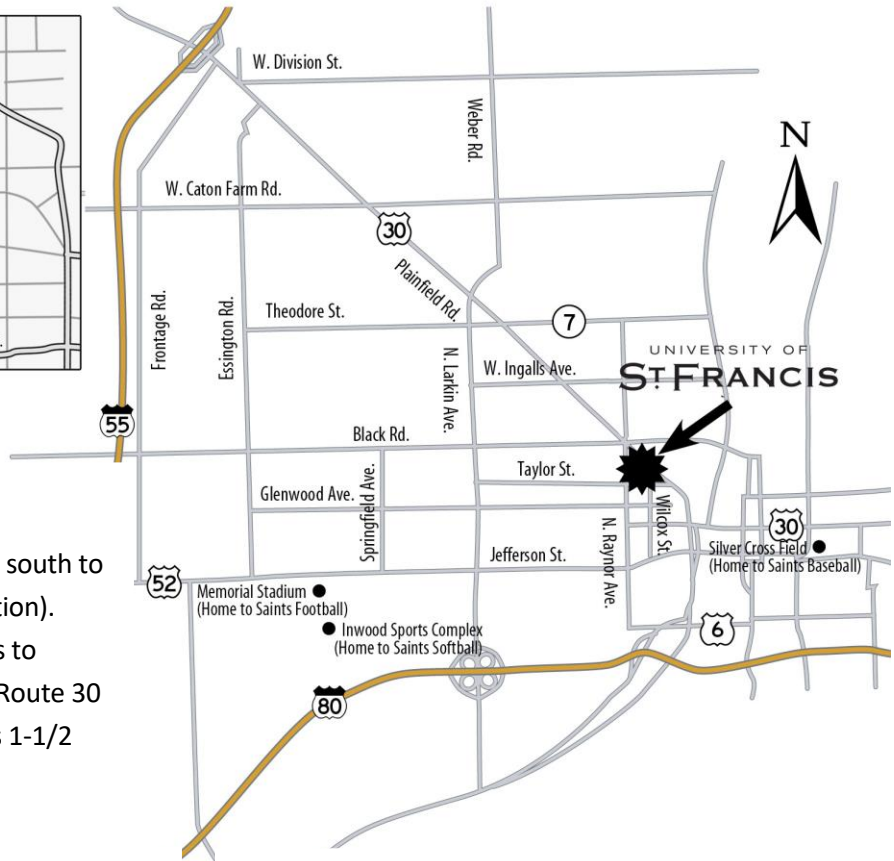 W. Division St.
Weber Rd.
N
W. Caton Farm Rd.
30
Plainfield Rd.
Frontage Rd.
Essington Rd.
Theodore St.
7
N. Larkin Ave.
W. Ingalls Ave.
UNIVERSITY OF
ST FRANCIS
55
Black Rd.
Taylor St.
Glenwood Ave.
Springfield Ave.
N. Raynor Ave.
Wilcox St.
30
Silver Cross Field
(Home to Saints Baseball)
Jefferson St.
52
Memorial Stadium
(Home to Saints Football)
Inwood Sports Complex
(Home to Saints Softball)
6
80
south to
tion).
s to
Route 30
s 1-1/2